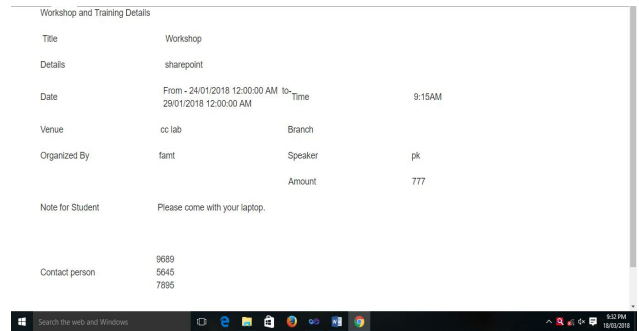 Workshop and Training Details
Title Workshop
Details sharepoint
Date From - 24/01/2018 12:00:00 AM to- Time 9:15AM
29/01/2018 12:00:00 AM
Venue cc lab Branch
Organized By famt Speaker pk
Amount 777
Note for Student Please come with your laptop.
9689
Contact person 5645
7895
Search the web and Windows
9:32 PM
18/03/2018